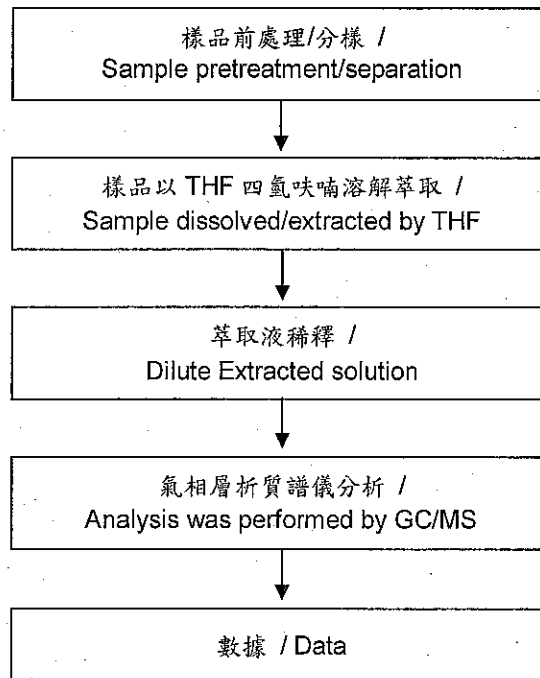 樣品前處理/分樣 /
Sample pretreatment/separation
樣品以 THF 四氫呋喃溶解萃取 /
Sample dissolved/extracted by THF
萃取液稀釋 /
Dilute Extracted solution
氣相層析質譜儀分析 /
Analysis was performed by GC/MS
數據 / Data